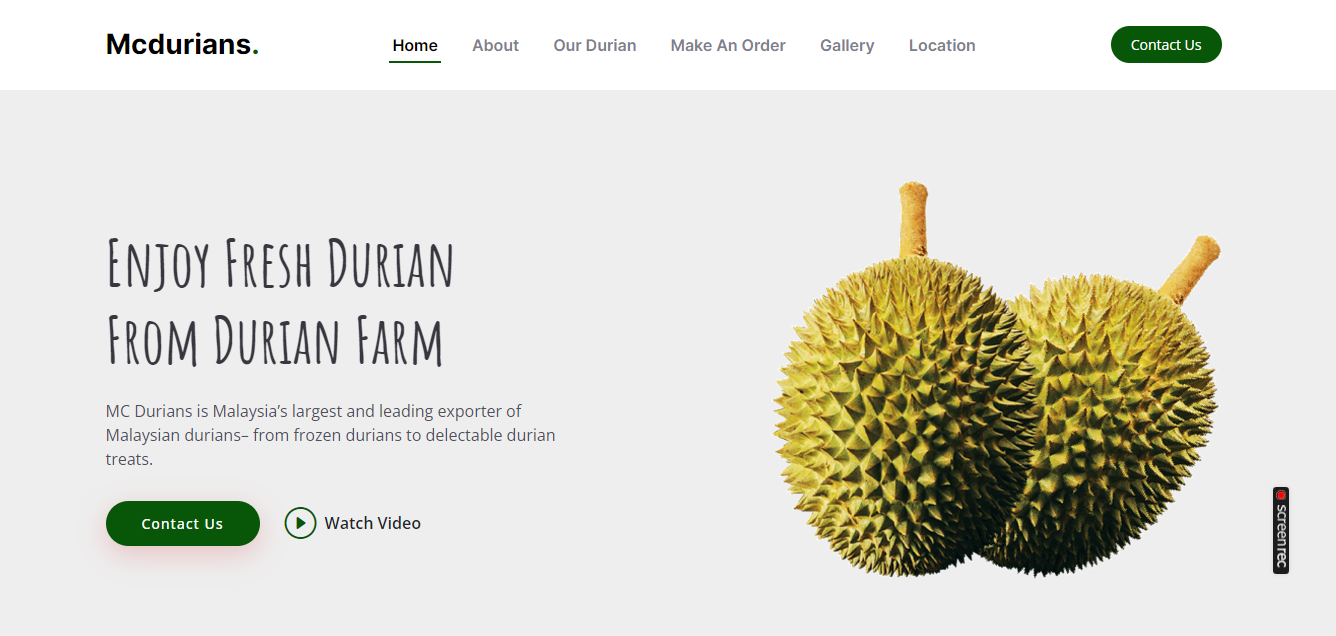 Mcdurians.
Home
About
Our Durian
Make An Order
Gallery
Location
Contact Us
Enjoy Fresh Durian
From Durian Farm
MC Durians is Malaysia's largest and leading exporter of
Malaysian durians– from frozen durians to delectable durian
treats.
Contact Us
Watch Video
screenrec